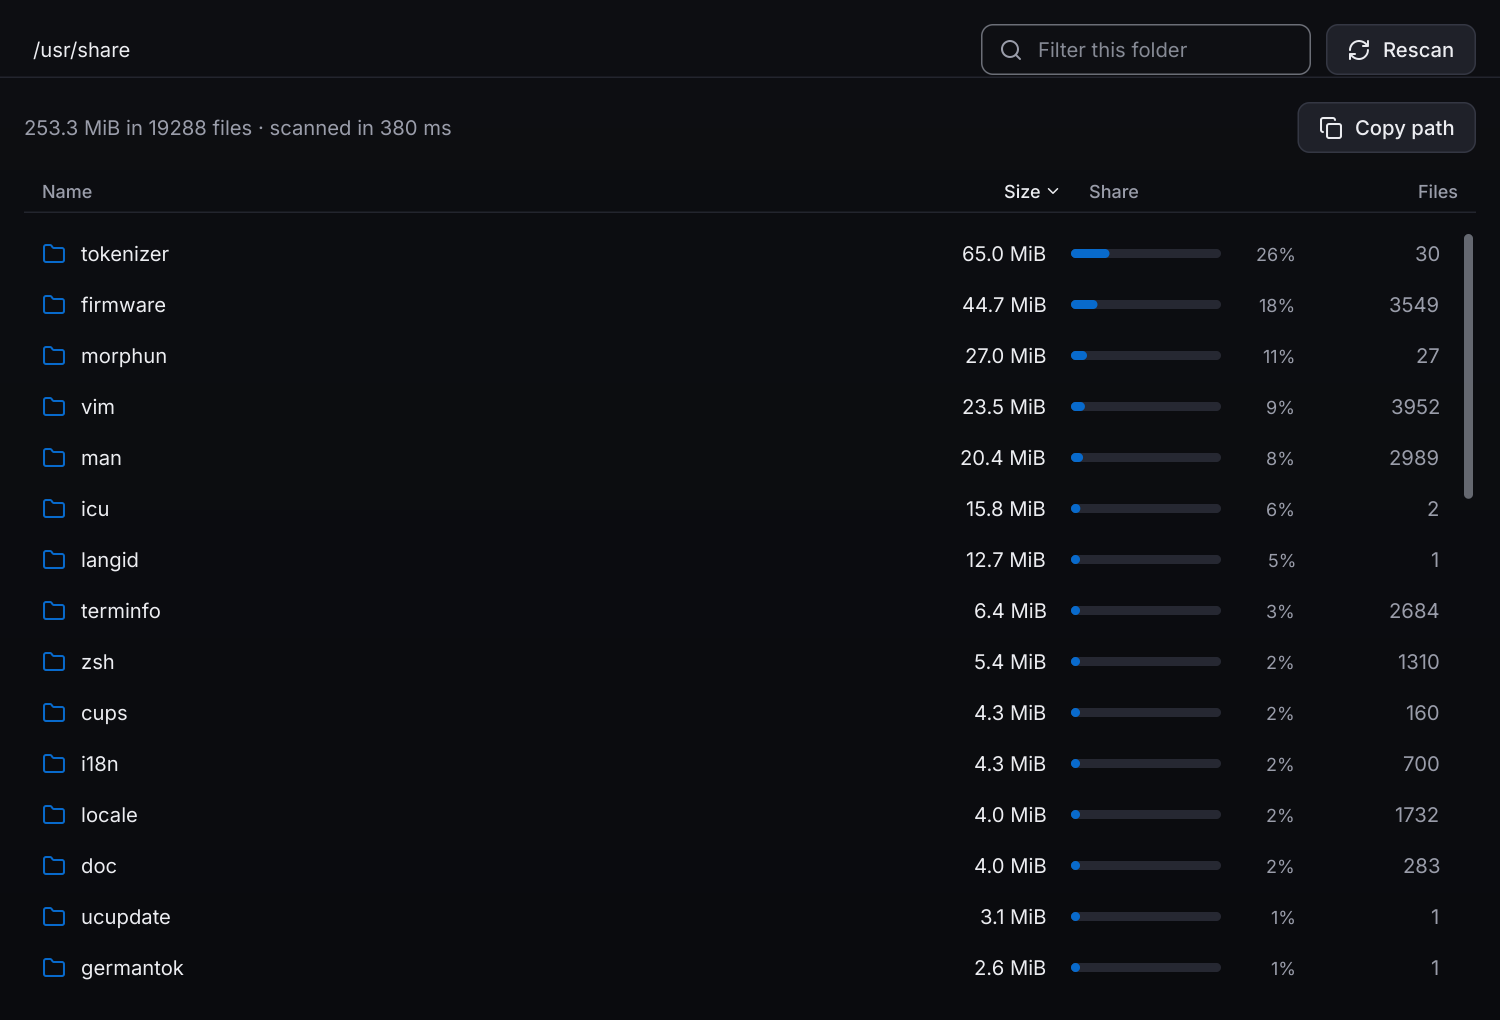 /usr/share Filter this folder Rescan
253.3 MiB in 19288 files · scanned in 380 ms Copy path
Name Size Share Files
tokenizer 65.0 MiB 26% 30
firmware 44.7 MiB 18% 3549
morphun 27.0 MiB 11% 27
vim 23.5 MiB 9% 3952
man 20.4 MiB 8% 2989
icu 15.8 MiB 6% 2
langid 12.7 MiB 5% 1
terminfo 6.4 MiB 3% 2684
zsh 5.4 MiB 2% 1310
cups 4.3 MiB 2% 160
i18n 4.3 MiB 2% 700
locale 4.0 MiB 2% 1732
doc 4.0 MiB 2% 283
ucupdate 3.1 MiB 1% 1
germantok 2.6 MiB 1% 1